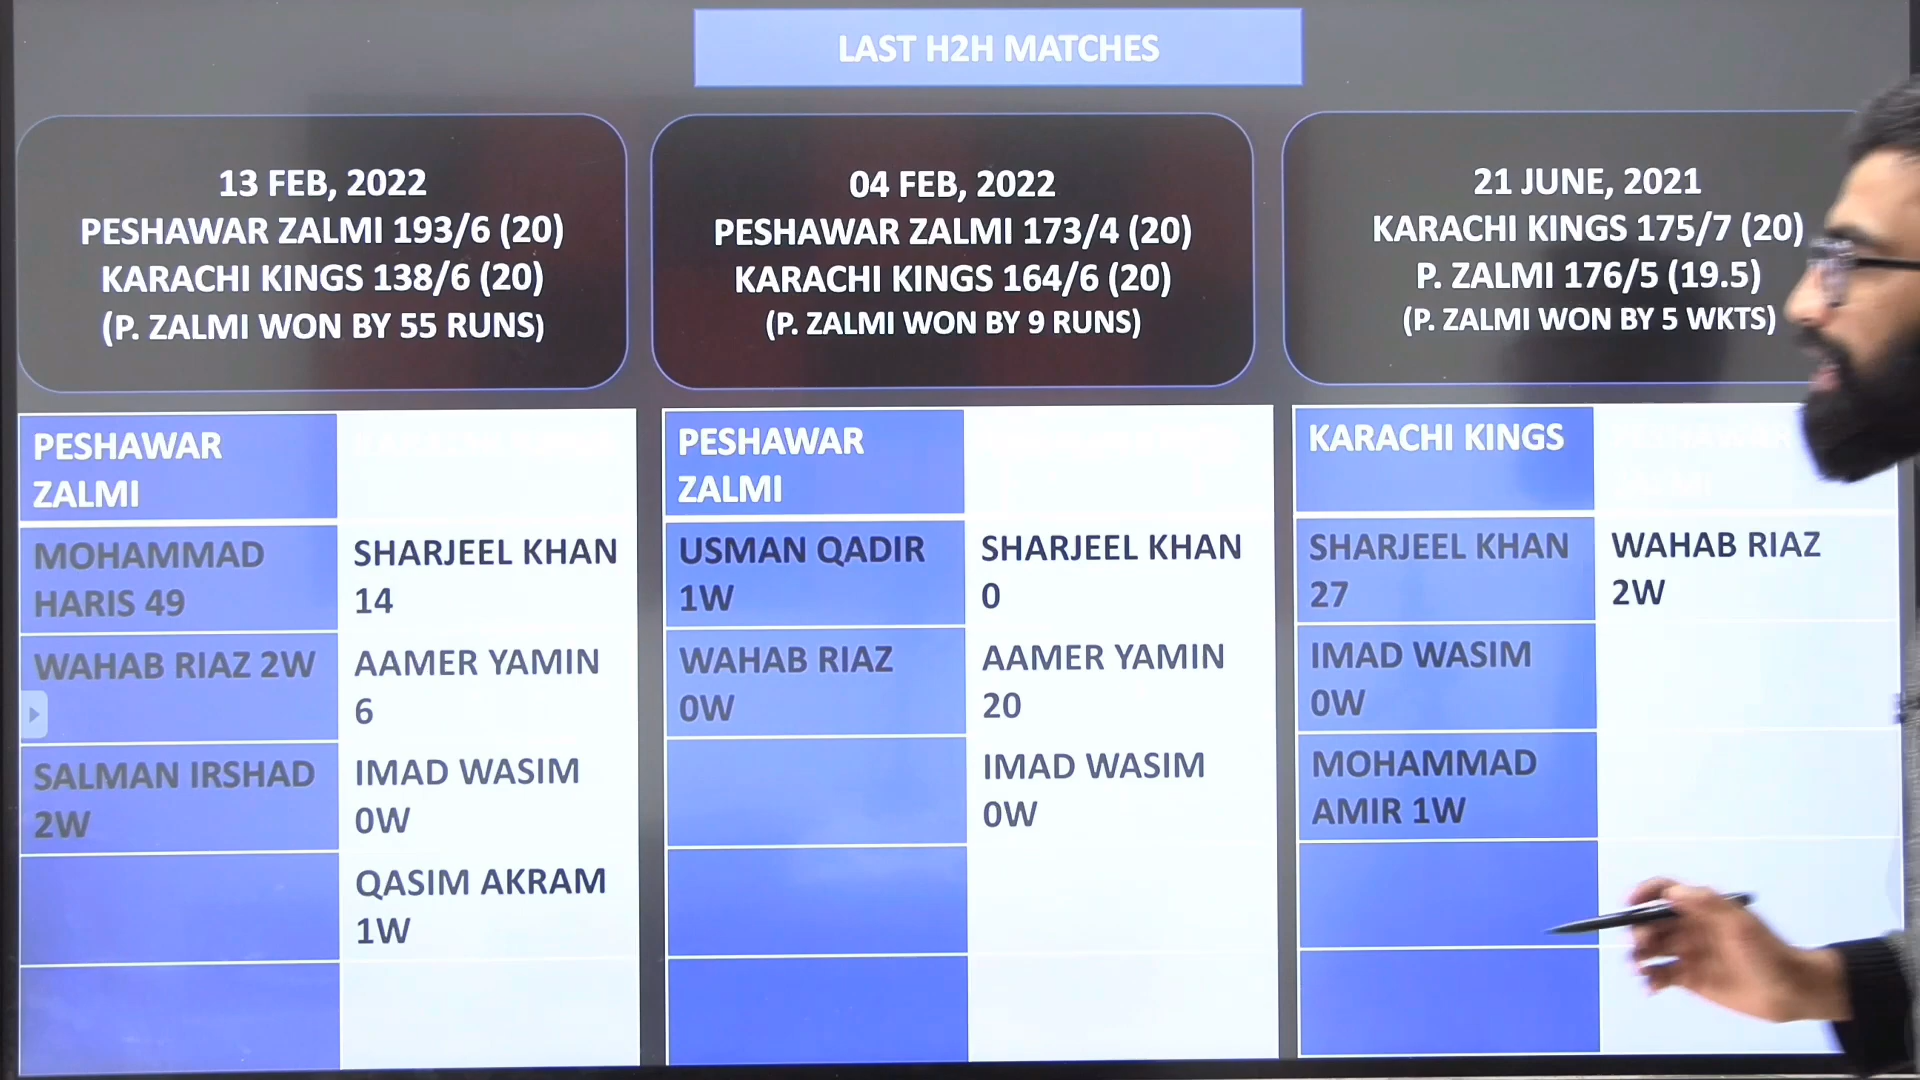 LAST H2H MATCHES
13 FEB, 2022
PESHAWAR ZALMI 193/6 (20)
KARACHI KINGS 138/6 (20)
(P. ZALMI WON BY 55 RUNS)
04 FEB, 2022
PESHAWAR ZALMI 173/4 (20)
KARACHI KINGS 164/6 (20)
(P. ZALMI WON BY 9 RUNS)
21 JUNE, 2021
KARACHI KINGS 175/7 (20)
P. ZALMI 176/5 (19.5)
(P. ZALMI WON BY 5 WKTS)
PESHAWAR
ZALMI
MOHAMMAD
HARIS 49
SHARJEEL KHAN
14
WAHAB RIAZ 2W
AAMER YAMIN
6
SALMAN IRSHAD
2W
IMAD WASIM
0W
QASIM AKRAM
1W
PESHAWAR
ZALMI
USMAN QADIR
1W
SHARJEEL KHAN
0
WAHAB RIAZ
0W
AAMER YAMIN
20
IMAD WASIM
0W
KARACHI KINGS
SHARJEEL KHAN
27
WAHAB RIAZ
2W
IMAD WASIM
0W
MOHAMMAD
AMIR 1W